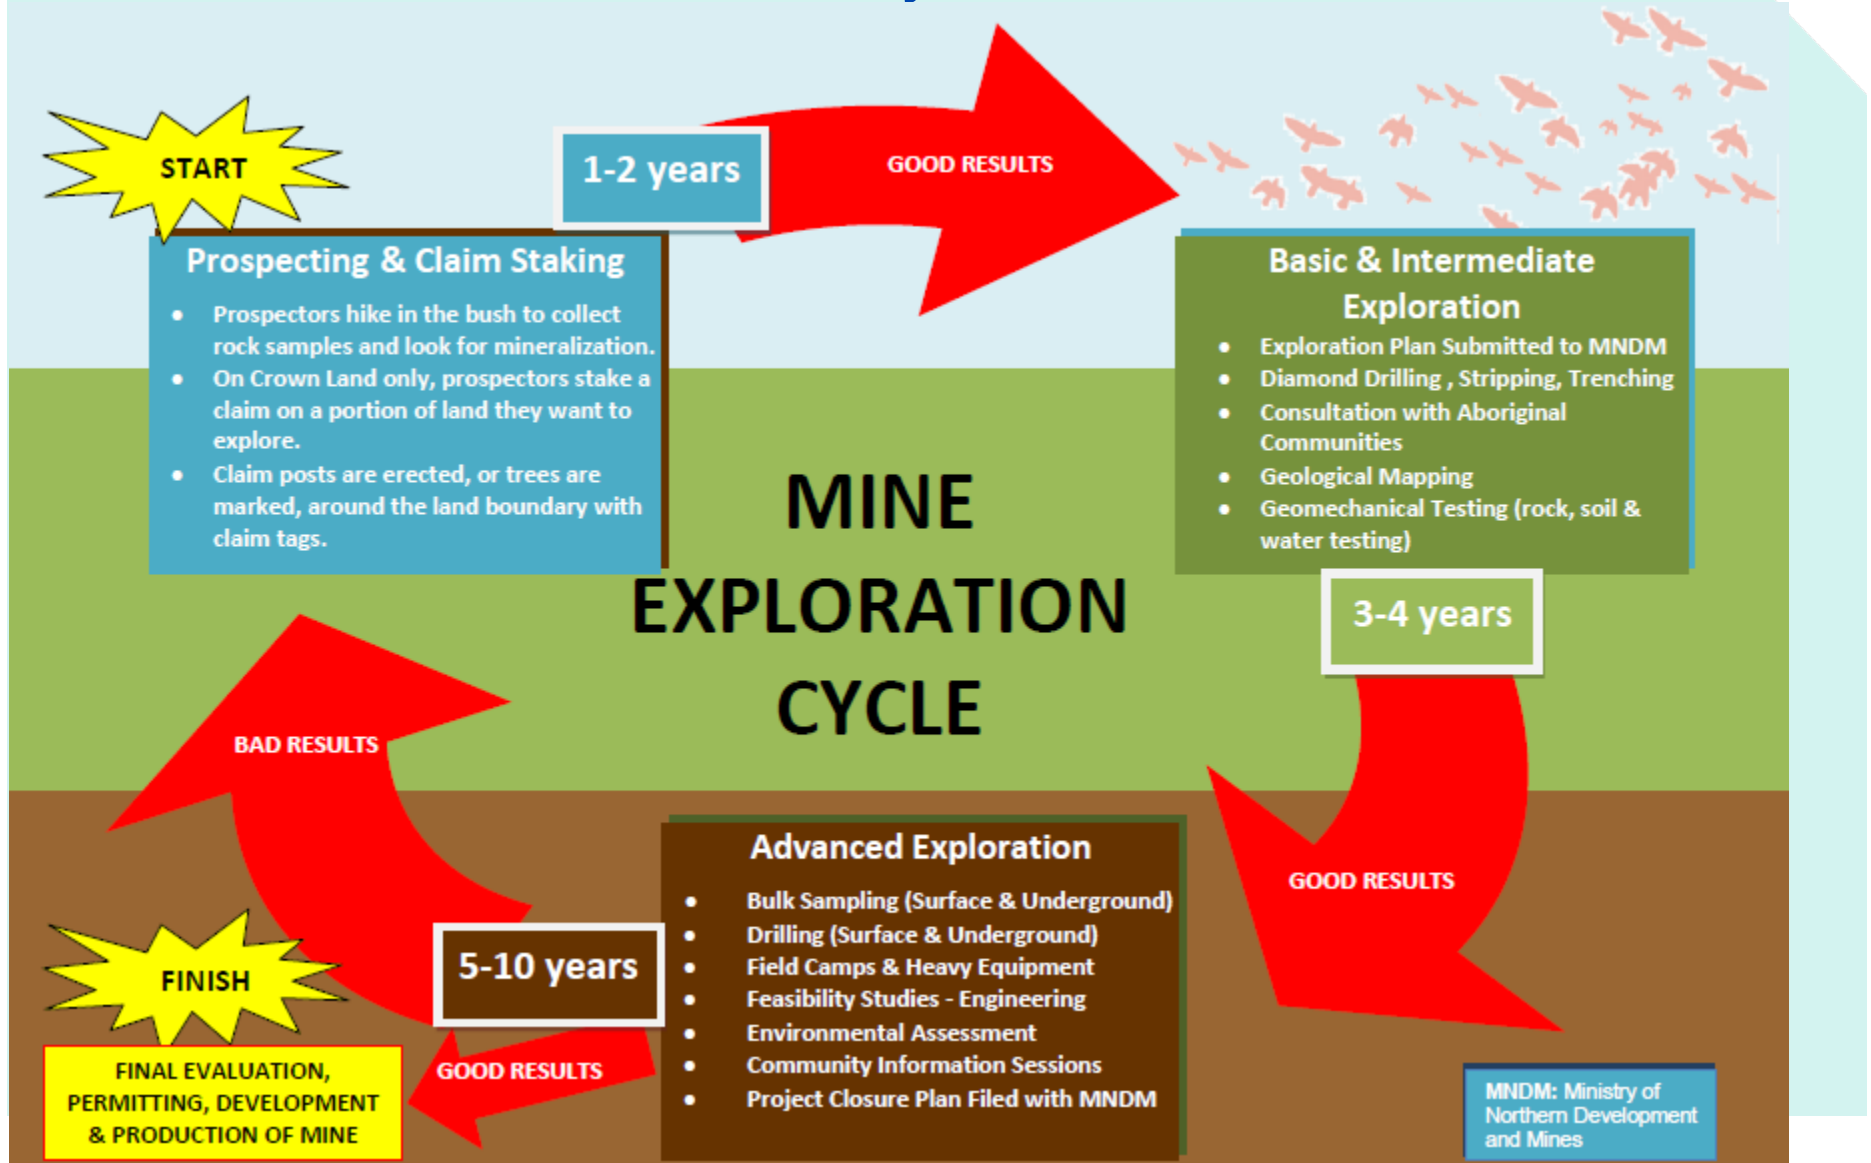 START
1-2 years
GOOD RESULTS
Prospecting & Claim Staking
● Prospectors hike in the bush to collect
rock samples and look for mineralization.
● On Crown Land only, prospectors stake a
claim on a portion of land they want to
explore.
● Claim posts are erected, or trees are
marked, around the land boundary with
claim tags.
Basic & Intermediate
Exploration
● Exploration Plan Submitted to MNDM
● Diamond Drilling , Stripping, Trenching
● Consultation with Aboriginal
Communities
● Geological Mapping
● Geomechanical Testing (rock, soil &
water testing)
3-4 years
MINE
EXPLORATION
CYCLE
GOOD RESULTS
BAD RESULTS
Advanced Exploration
● Bulk Sampling (Surface & Underground)
● Drilling (Surface & Underground)
● Field Camps & Heavy Equipment
● Feasibility Studies - Engineering
● Environmental Assessment
● Community Information Sessions
● Project Closure Plan Filed with MNDM
5-10 years
GOOD RESULTS
FINISH
FINAL EVALUATION,
PERMITTING, DEVELOPMENT
& PRODUCTION OF MINE
MNDM: Ministry of
Northern Development
and Mines